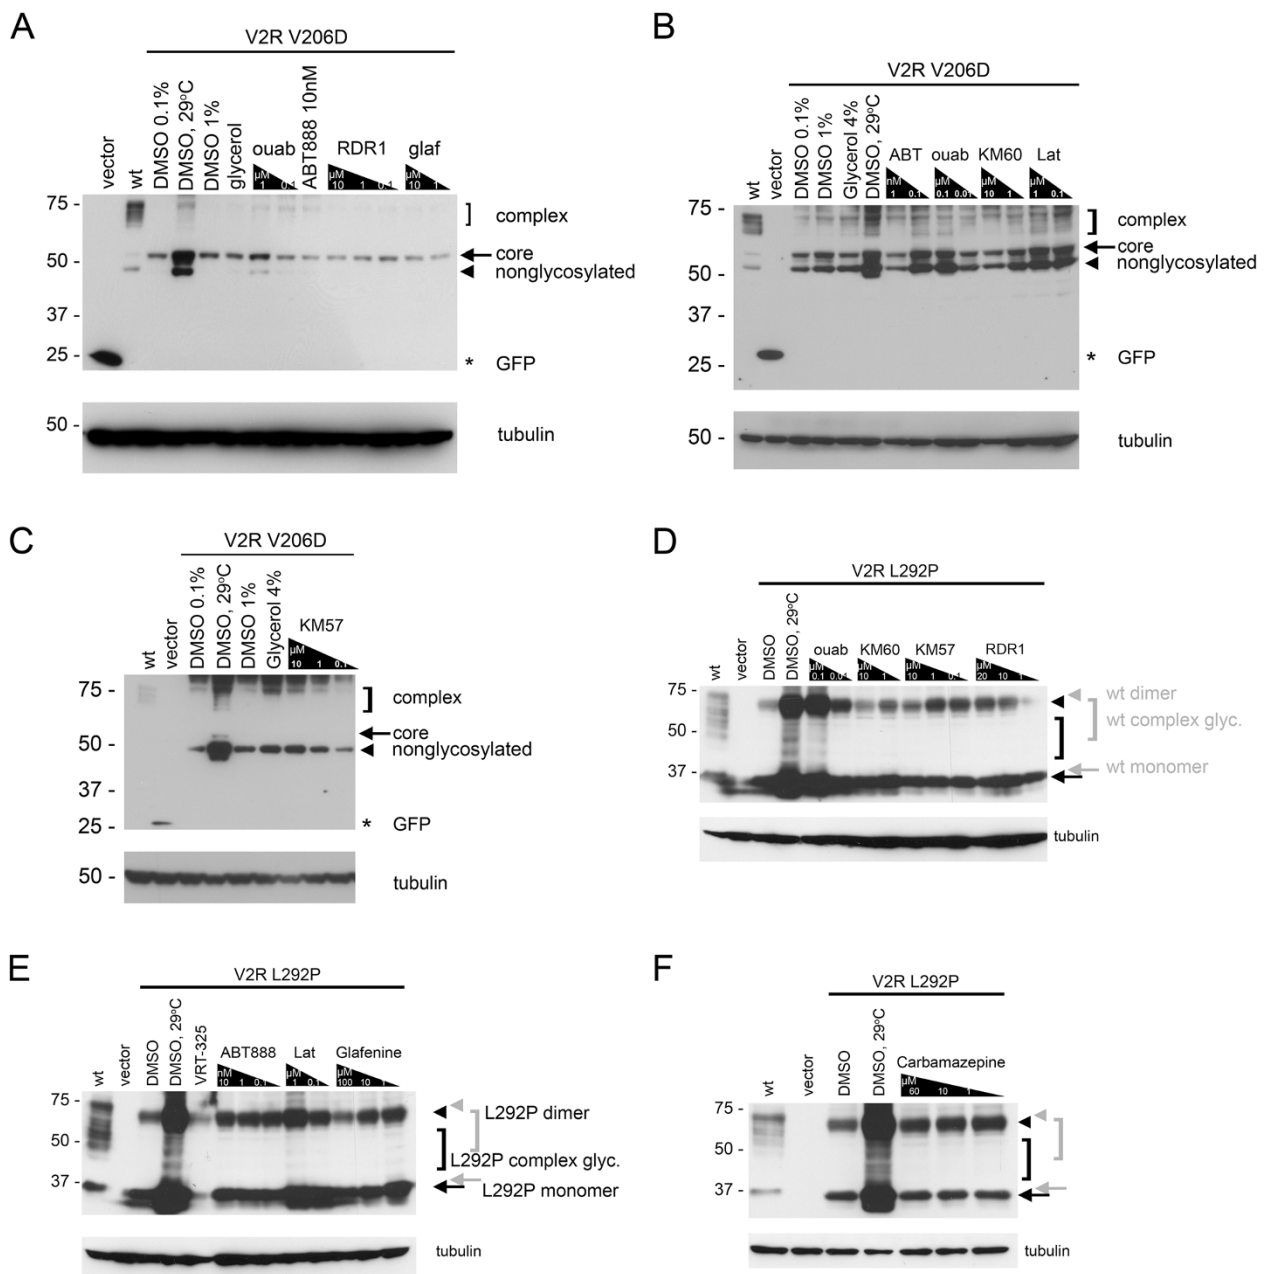 A
V2R V206D
vector
wt
DMSO 0.1%
DMSO, 29°C
DMSO 1%
glycerol
ouab
ABT888 10nM
RDR1
glaf
µM
1 0.1
µM
10 1 0.1
µM
10 1
75 -
50 -
37 -
25 -
complex
core
nonglycosylated
* GFP
50 -
tubulin
B
V2R V206D
wt
vector
DMSO 0.1%
DMSO 1%
Glycerol 4%
DMSO, 29°C
ABT
ouab
KM60
Lat
nM
1 0.1
µM
0.1 0.01
µM
10 1
µM
1 0.1
75 -
50 -
37 -
25 -
complex
core
nonglycosylated
* GFP
50 -
tubulin
C
V2R V206D
wt
vector
DMSO 0.1%
DMSO, 29°C
DMSO 1%
Glycerol 4%
KM57
µM
10 1 0.1
75 -
50 -
37 -
25 -
complex
core
nonglycosylated
* GFP
50 -
tubulin
D
V2R L292P
wt
vector
DMSO
DMSO, 29°C
ouab
KM60
KM57
RDR1
µM
0.1 0.01
µM
10 1
µM
10 1 0.1
µM
20 10 1
75 -
50 -
37 -
wt dimer
wt complex glyc.
wt monomer
tubulin
E
V2R L292P
wt
vector
DMSO
DMSO, 29°C
VRT-325
ABT888
Lat
Glafenine
nM
10 1 0.1
µM
1 0.1
µM
100 10 1
75 -
50 -
37 -
L292P dimer
L292P complex glyc.
L292P monomer
tubulin
F
V2R L292P
wt
vector
DMSO
DMSO, 29°C
Carbamazepine
µM
60 10 1
75 -
50 -
37 -
tubulin